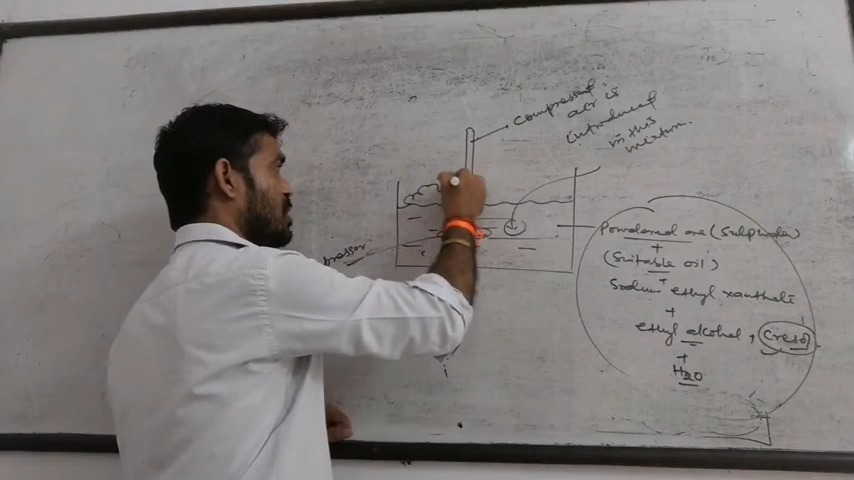 compressed
air is
introduced
in this
mixture.
Powdered ore (Sulphide)
+
(Suitable oil)
+
Sodium ethyl xanthate
+
ethyl alcohol, Cresol
+
H2O